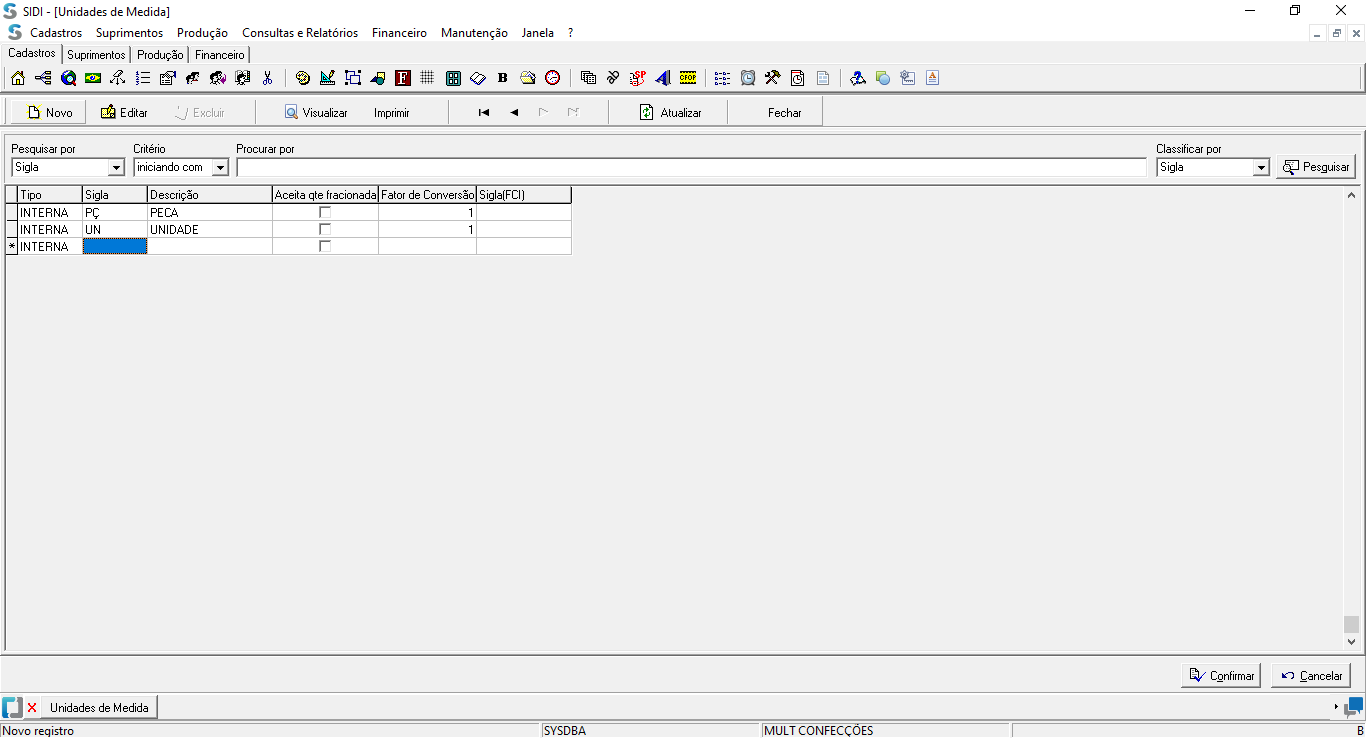 SIDI - [Unidades de Medida]
Cadastros Suprimentos Produção Consultas e Relatórios Financeiro Manutenção Janela ?
Cadastros Suprimentos Produção Financeiro
F B SP CFOP
Novo Editar Excluir Visualizar Imprimir Atualizar Fechar
Pesquisar por Critério Procurar por Classificar por
Sigla iniciando com Sigla Pesquisar
Tipo Sigla Descrição Aceita qte fracionada Fator de Conversão Sigla(FCI)
INTERNA PÇ PECA 1
INTERNA UN UNIDADE 1
* INTERNA
Confirmar Cancelar
Unidades de Medida
Novo registro SYSDBA MULT CONFECÇÕES B